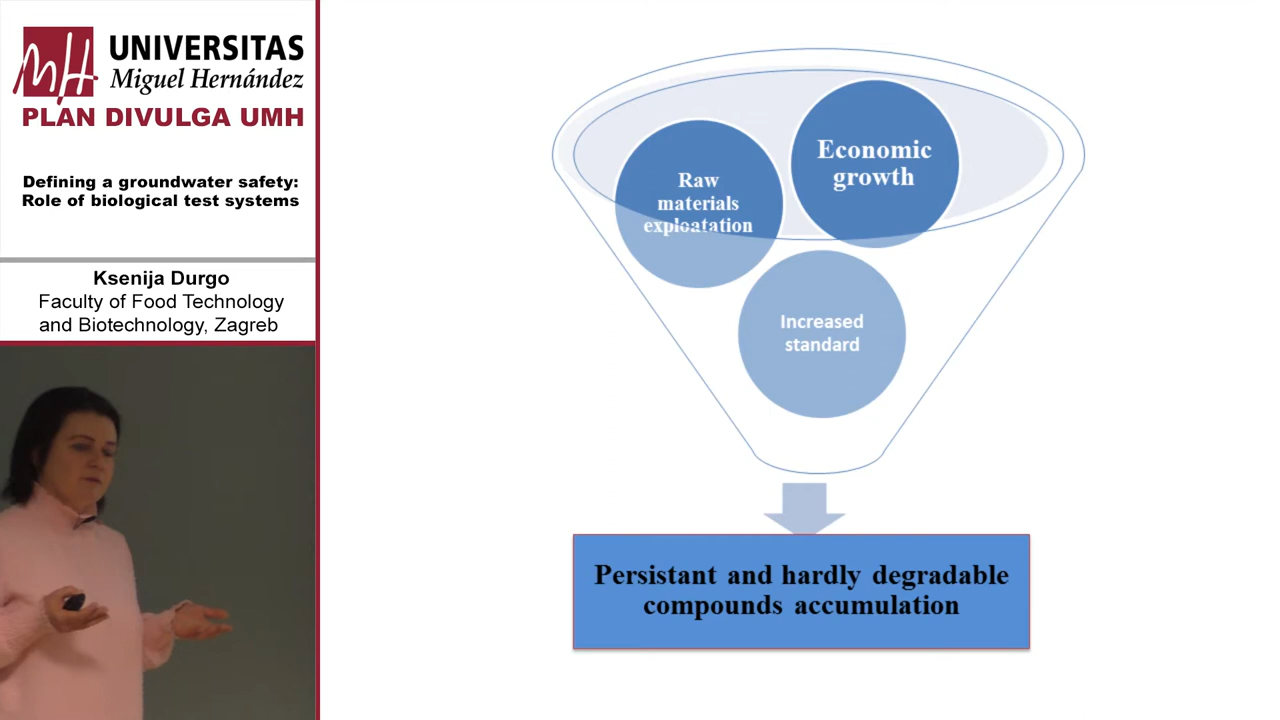 UNIVERSITAS
Miguel Hernández
PLAN DIVULGA UMH
Defining a groundwater safety:
Role of biological test systems
Ksenija Durgo
Faculty of Food Technology
and Biotechnology, Zagreb
Economic
growth
Raw
materials
exploatation
Increased
standard
Persistant and hardly degradable
compounds accumulation